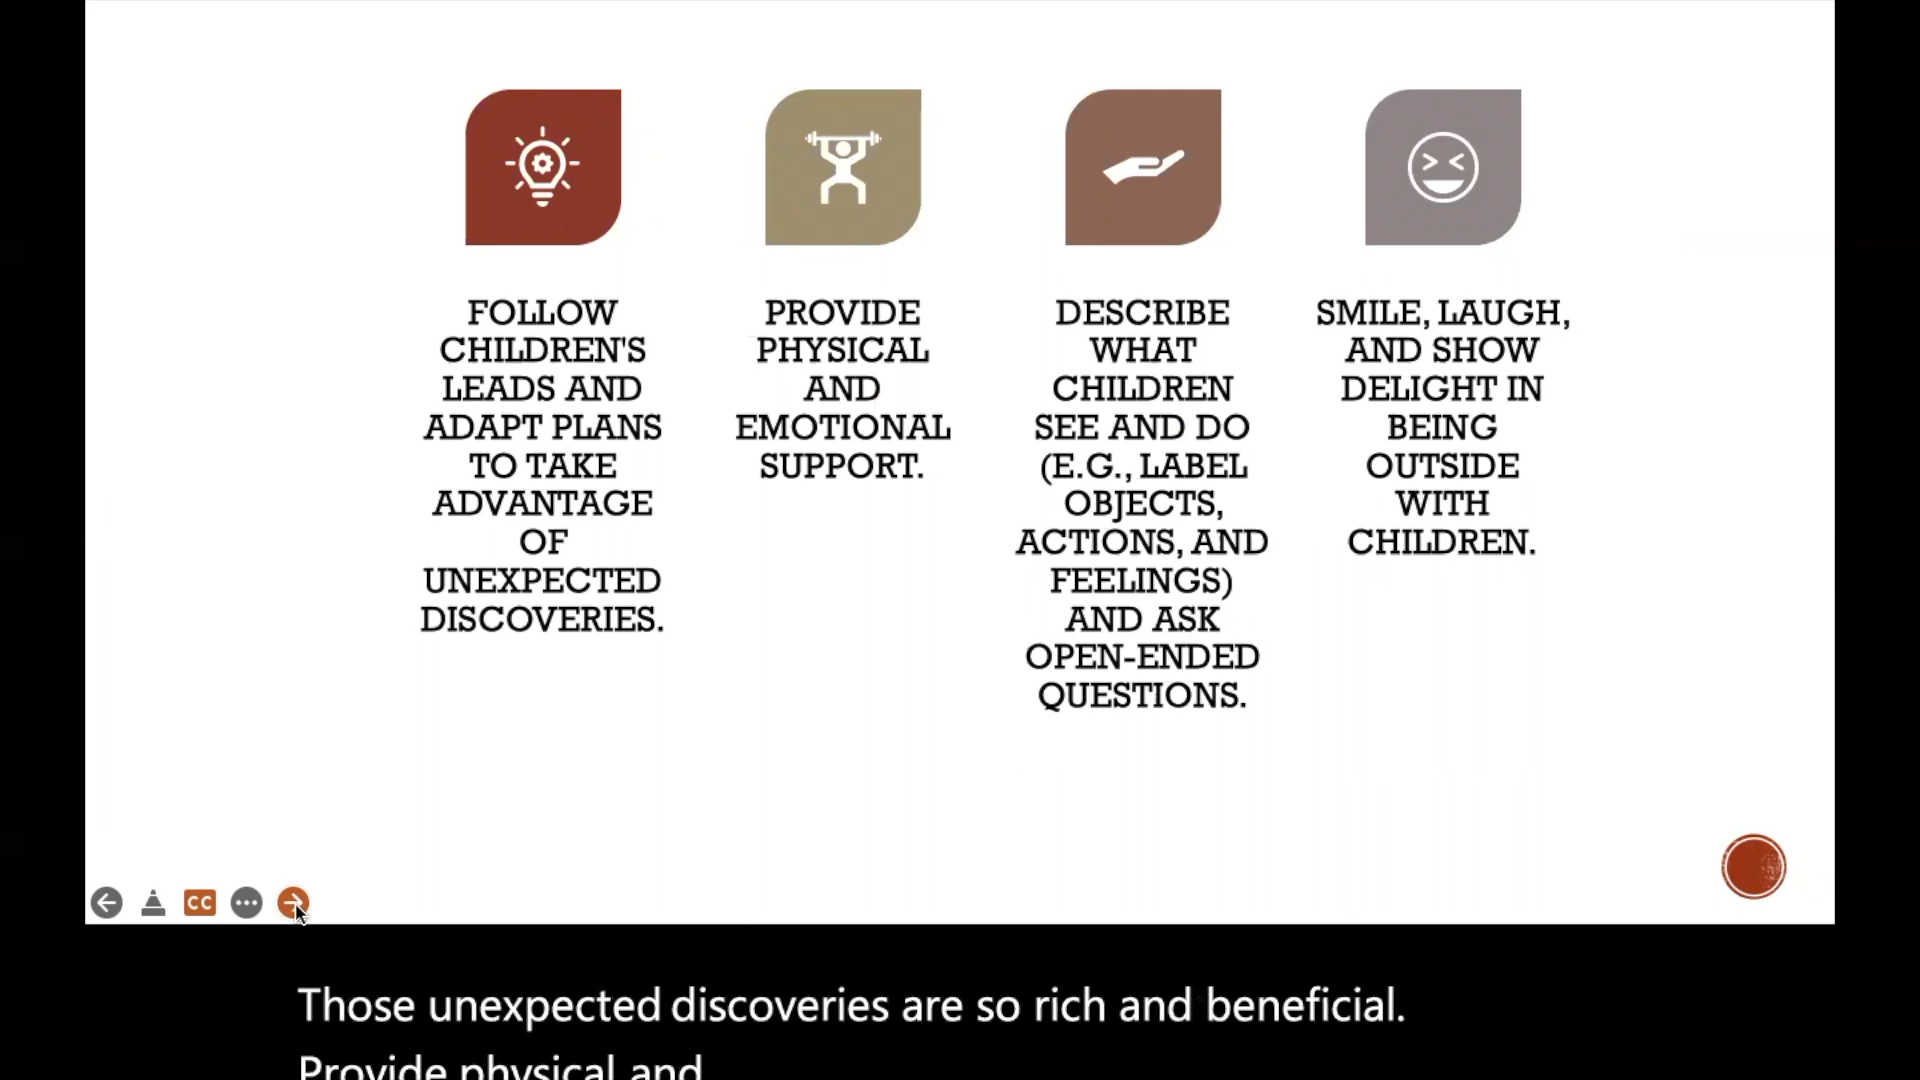 FOLLOW
CHILDREN'S
LEADS AND
ADAPT PLANS
TO TAKE
ADVANTAGE
OF
UNEXPECTED
DISCOVERIES.
PROVIDE
PHYSICAL
AND
EMOTIONAL
SUPPORT.
DESCRIBE
WHAT
CHILDREN
SEE AND DO
(E.G., LABEL
OBJECTS,
ACTIONS, AND
FEELINGS)
AND ASK
OPEN-ENDED
QUESTIONS.
SMILE, LAUGH,
AND SHOW
DELIGHT IN
BEING
OUTSIDE
WITH
CHILDREN.
CC
Those unexpected discoveries are so rich and beneficial.
Provide physical and